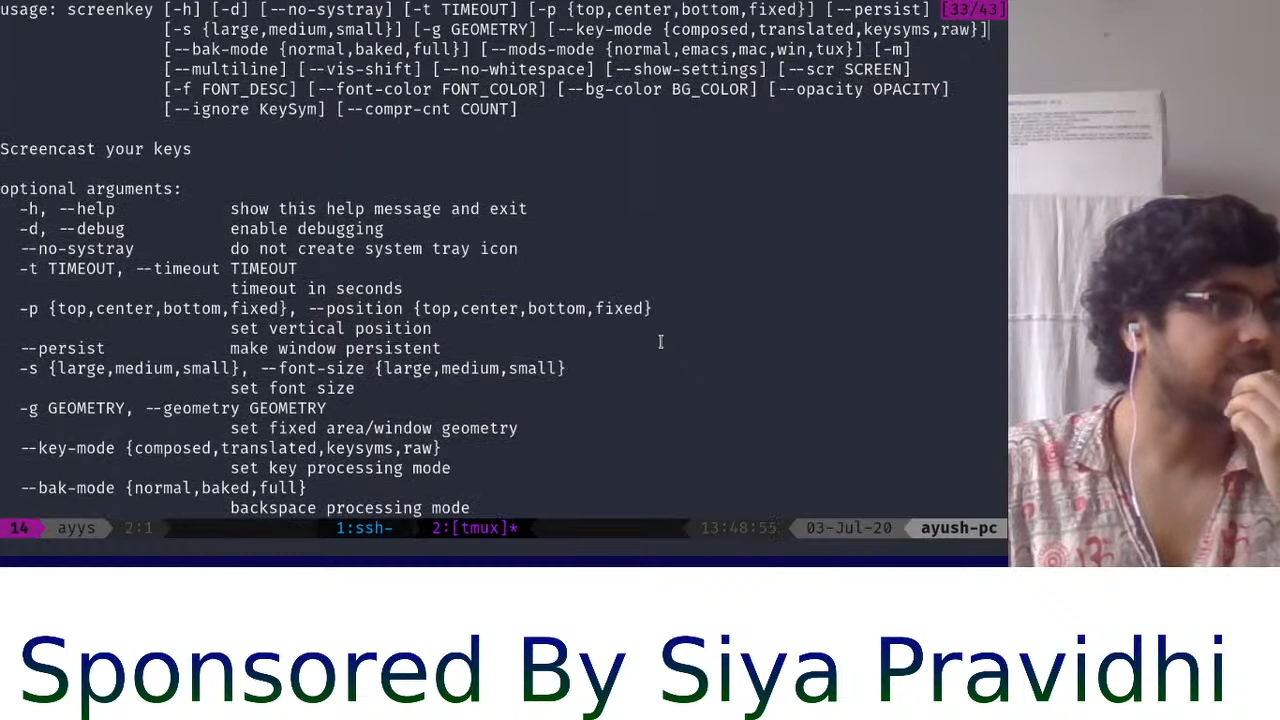 usage: screenkey [-h] [-d] [--no-systray] [-t TIMEOUT] [-p {top,center,bottom,fixed}] [--persist] [33/43]
[-s {large,medium,small}] [-g GEOMETRY] [--key-mode {composed,translated,keysyms,raw}]
[--bak-mode {normal,baked,full}] [--mods-mode {normal,emacs,mac,win,tux}] [-m]
[--multiline] [--vis-shift] [--no-whitespace] [--show-settings] [--scr SCREEN]
[-f FONT_DESC] [--font-color FONT_COLOR] [--bg-color BG_COLOR] [--opacity OPACITY]
[--ignore KeySym] [--compr-cnt COUNT]
Screencast your keys
optional arguments:
-h, --help show this help message and exit
-d, --debug enable debugging
--no-systray do not create system tray icon
-t TIMEOUT, --timeout TIMEOUT
timeout in seconds
-p {top,center,bottom,fixed}, --position {top,center,bottom,fixed}
set vertical position
--persist make window persistent
-s {large,medium,small}, --font-size {large,medium,small}
set font size
-g GEOMETRY, --geometry GEOMETRY
set fixed area/window geometry
--key-mode {composed,translated,keysyms,raw}
set key processing mode
--bak-mode {normal,baked,full}
backspace processing mode
14 ayys 2:1 1:ssh- 2:[tmux]* 13:48:55 03-Jul-20 ayush-pc
Sponsored By Siya Pravidhi